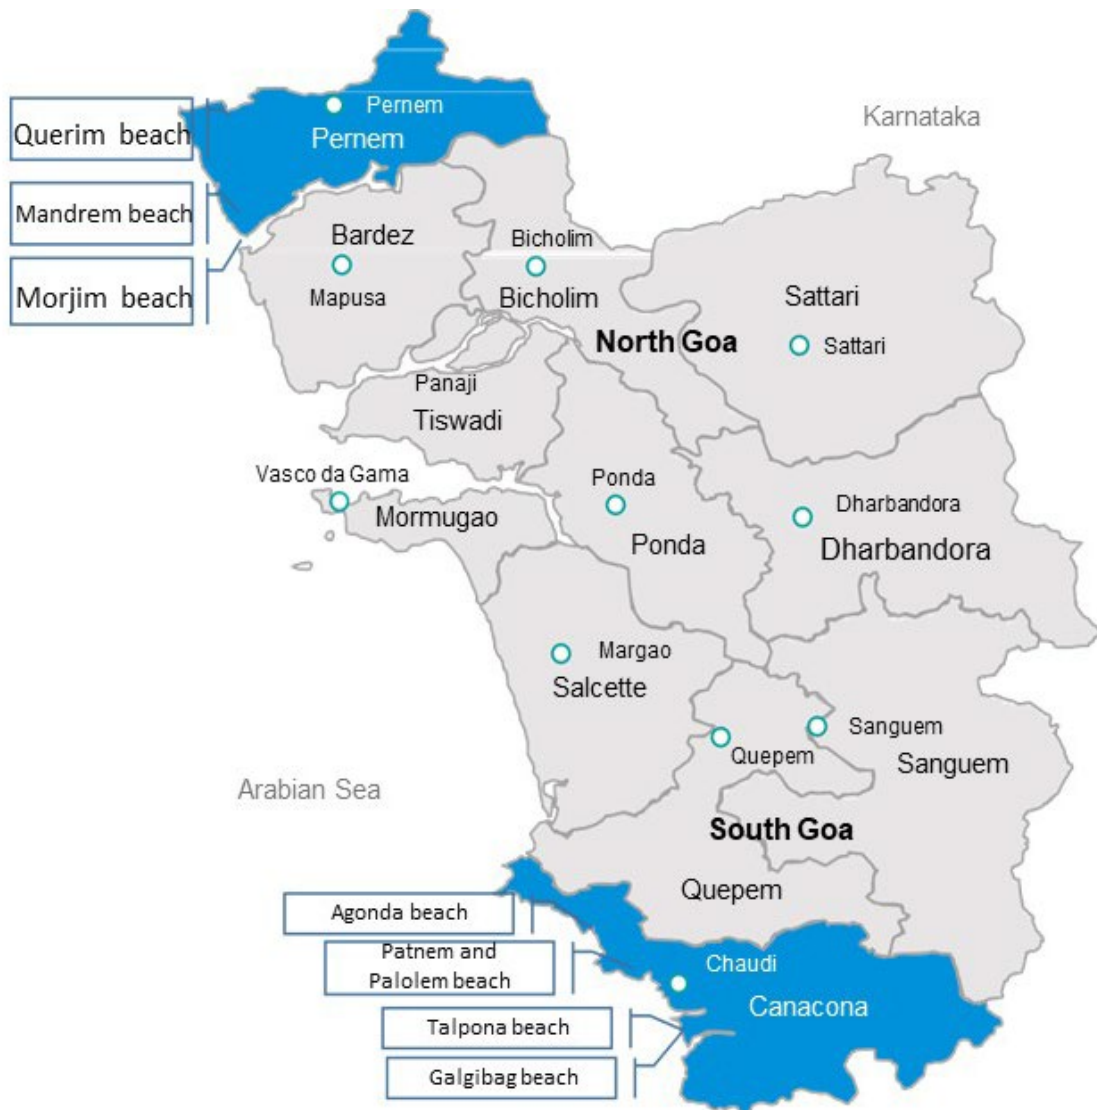 Karnataka
Querim beach
Pernem
Pernem
Mandrem beach
Morjim beach
Bardez
Mapusa
Bicholim
Bicholim
Sattari
Sattari
North Goa
Panaji
Tiswadi
Vasco da Gama
Mormugao
Ponda
Ponda
Dharbandora
Dharbandora
Margao
Salcette
Quepem
Sanguem
Sanguem
Arabian Sea
South Goa
Quepem
Agonda beach
Patnem and
Palolem beach
Chaudi
Canacona
Talpona beach
Galgibag beach